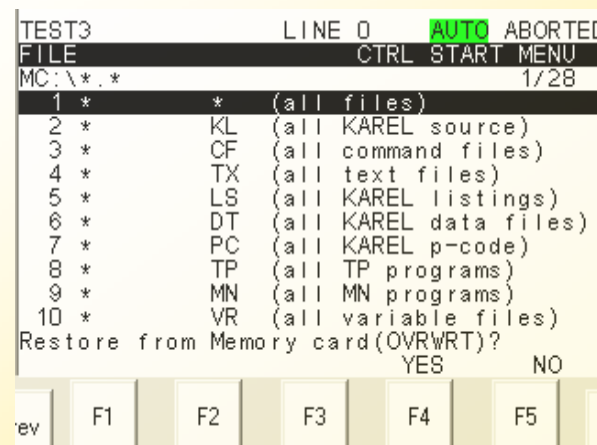 TEST3 LINE 0 AUTO ABORTED
FILE CTRL START MENU
MC:\*.* 1/28
1 * * (all files)
2 * KL (all KAREL source)
3 * CF (all command files)
4 * TX (all text files)
5 * LS (all KAREL listings)
6 * DT (all KAREL data files)
7 * PC (all KAREL p-code)
8 * TP (all TP programs)
9 * MN (all MN programs)
10 * VR (all variable files)
Restore from Memory card(OVRWRT)?
YES NO
rev F1 F2 F3 F4 F5